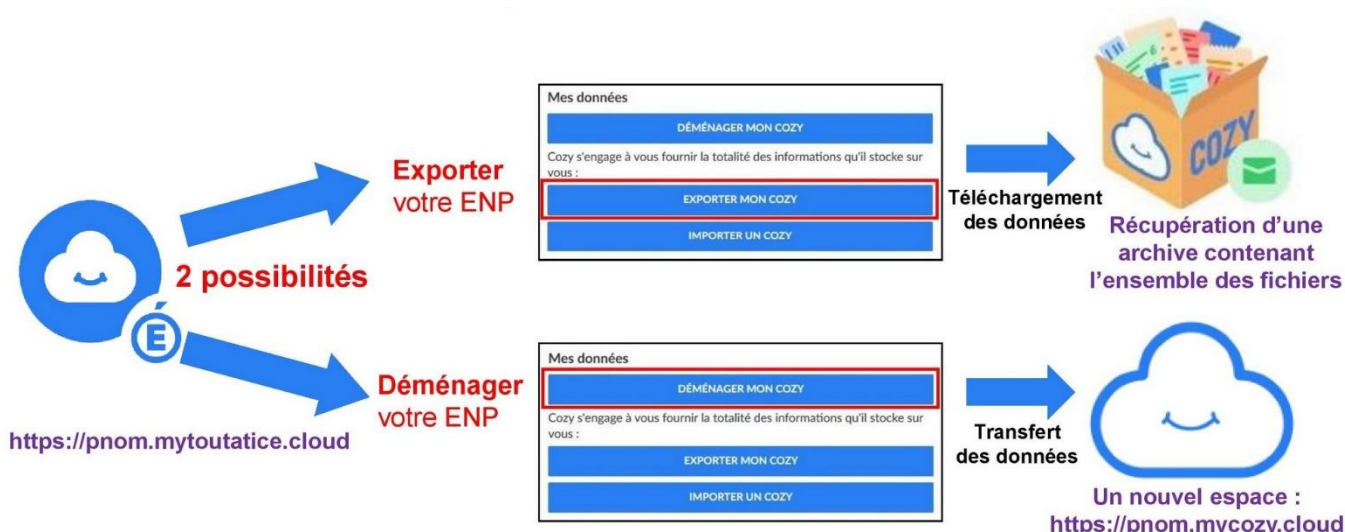 É
https://pnom.mytoutatice.cloud
2 possibilités
Exporter
votre ENP
Mes données
DÉMÉNAGER MON COZY
Cozy s'engage à vous fournir la totalité des informations qu'il stocke sur
vous :
EXPORTER MON COZY
IMPORTER UN COZY
Téléchargement
des données
COZY
Récupération d'une
archive contenant
l'ensemble des fichiers
Déménager
votre ENP
Mes données
DÉMÉNAGER MON COZY
Cozy s'engage à vous fournir la totalité des informations qu'il stocke sur
vous :
EXPORTER MON COZY
IMPORTER UN COZY
Transfert
des données
Un nouvel espace :
https://pnom.mycozy.cloud